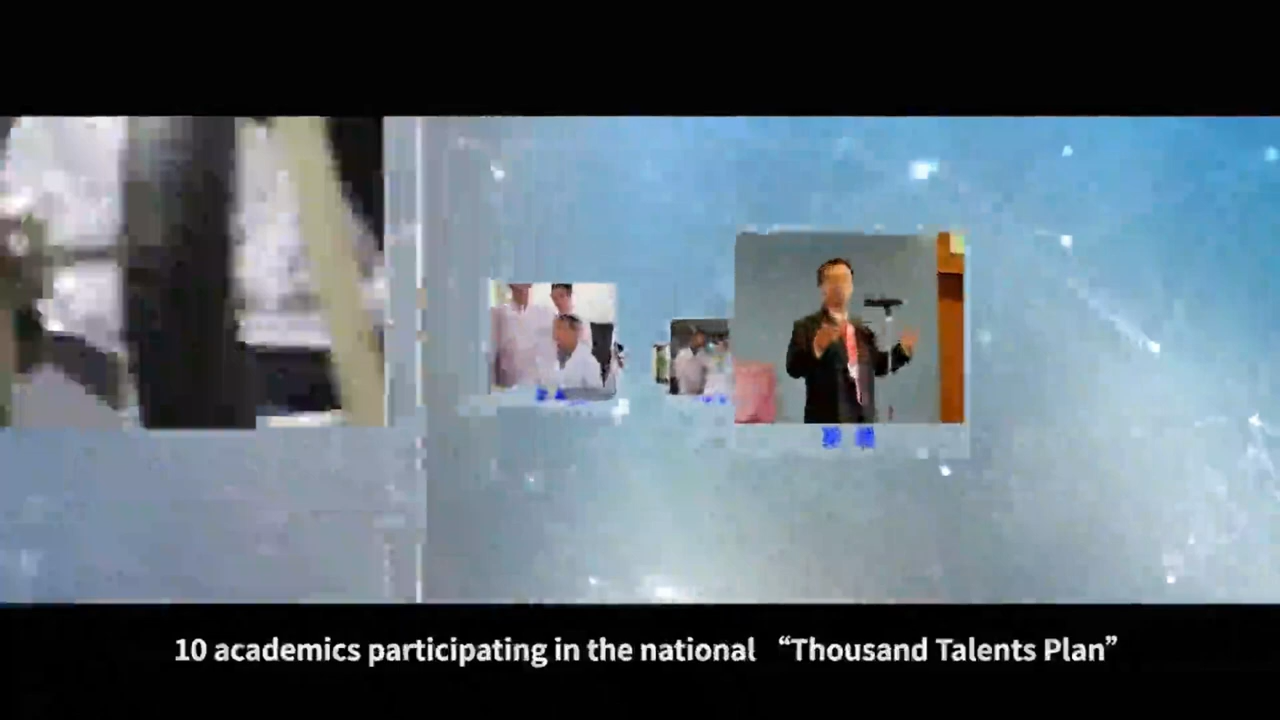 10 academics participating in the national “Thousand Talents Plan”